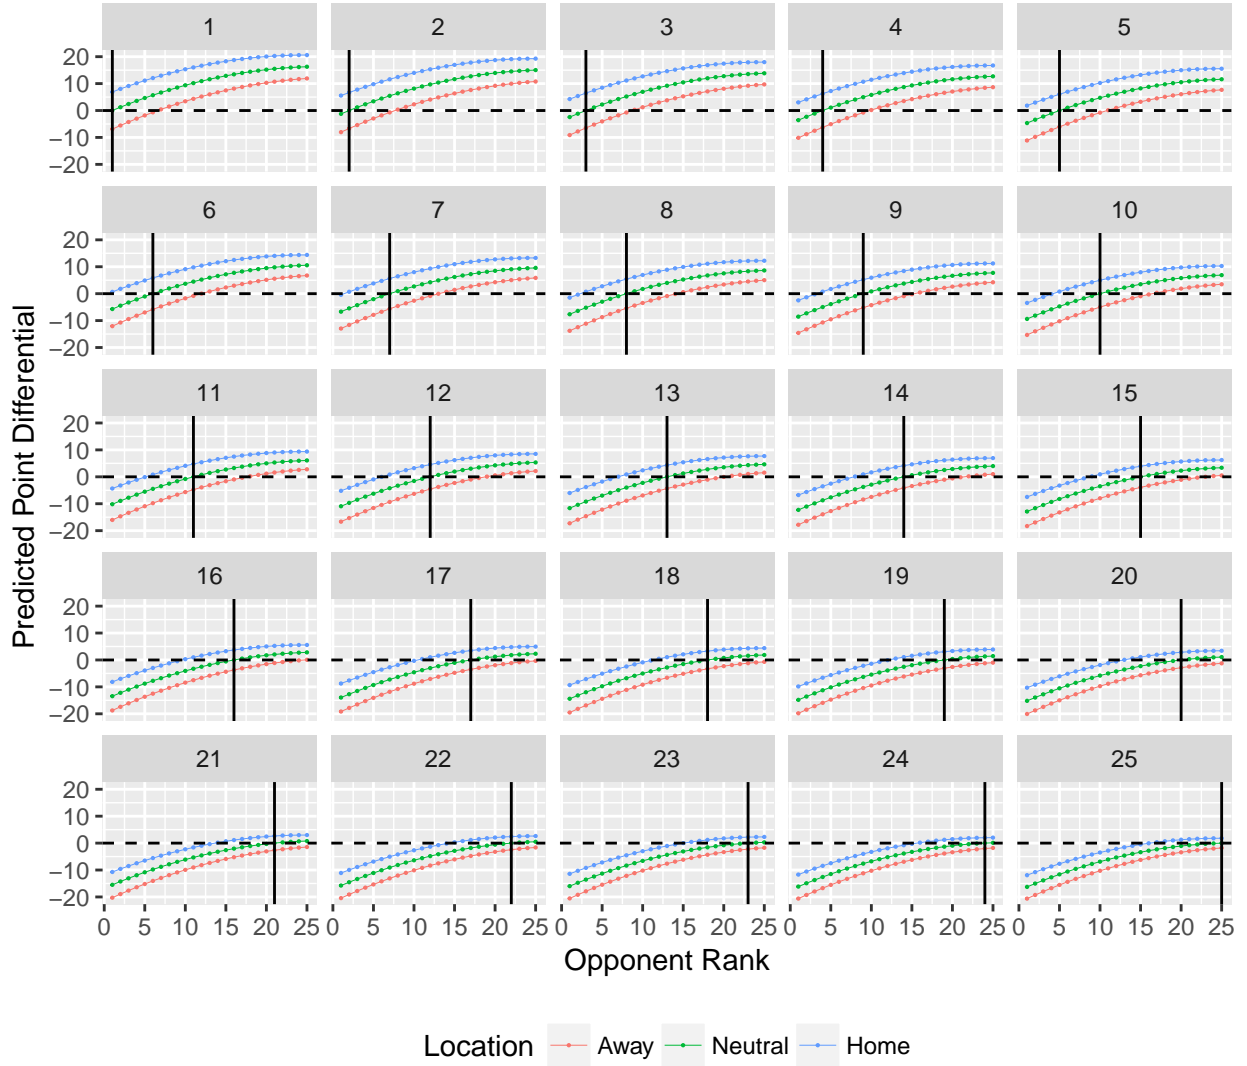 1 2 3 4 5
20
10
0
−10
−20
6 7 8 9 10
20
10
0
−10
−20
11 12 13 14 15
20
10
0
−10
−20
16 17 18 19 20
20
10
0
−10
−20
21 22 23 24 25
20
10
0
−10
−20
0 5 10 15 20 25 0 5 10 15 20 25 0 5 10 15 20 25 0 5 10 15 20 25 0 5 10 15 20 25
Predicted Point Differential
Opponent Rank
Location Away Neutral Home